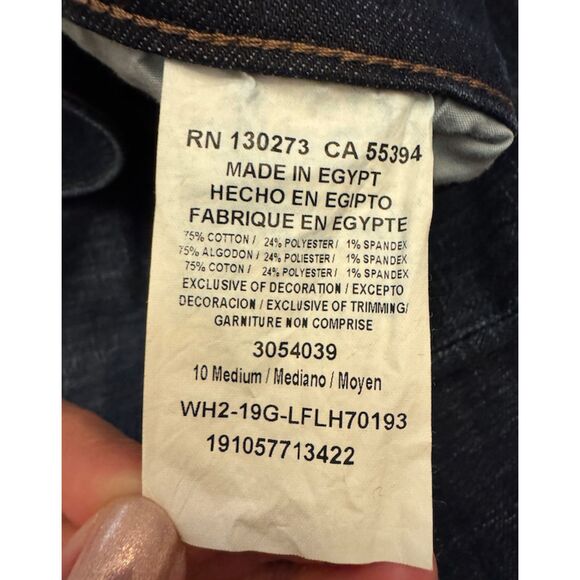 RN 130273 CA 55394
MADE IN EGYPT
HECHO EN EGIPTO
FABRIQUE EN EGYPTE
75% COTTON / 24% POLYESTER / 1% SPANDEX
75% ALGODON / 24% POLIESTER / 1% SPANDEX
75% COTON / 24% POLYESTER / 1% SPANDEX
EXCLUSIVE OF DECORATION / EXCEPTO
DECORACION / EXCLUSIVE OF TRIMMING/
GARNITURE NON COMPRISE
3054039
10 Medium / Mediano / Moyen
WH2-19G-LFLH70193
191057713422